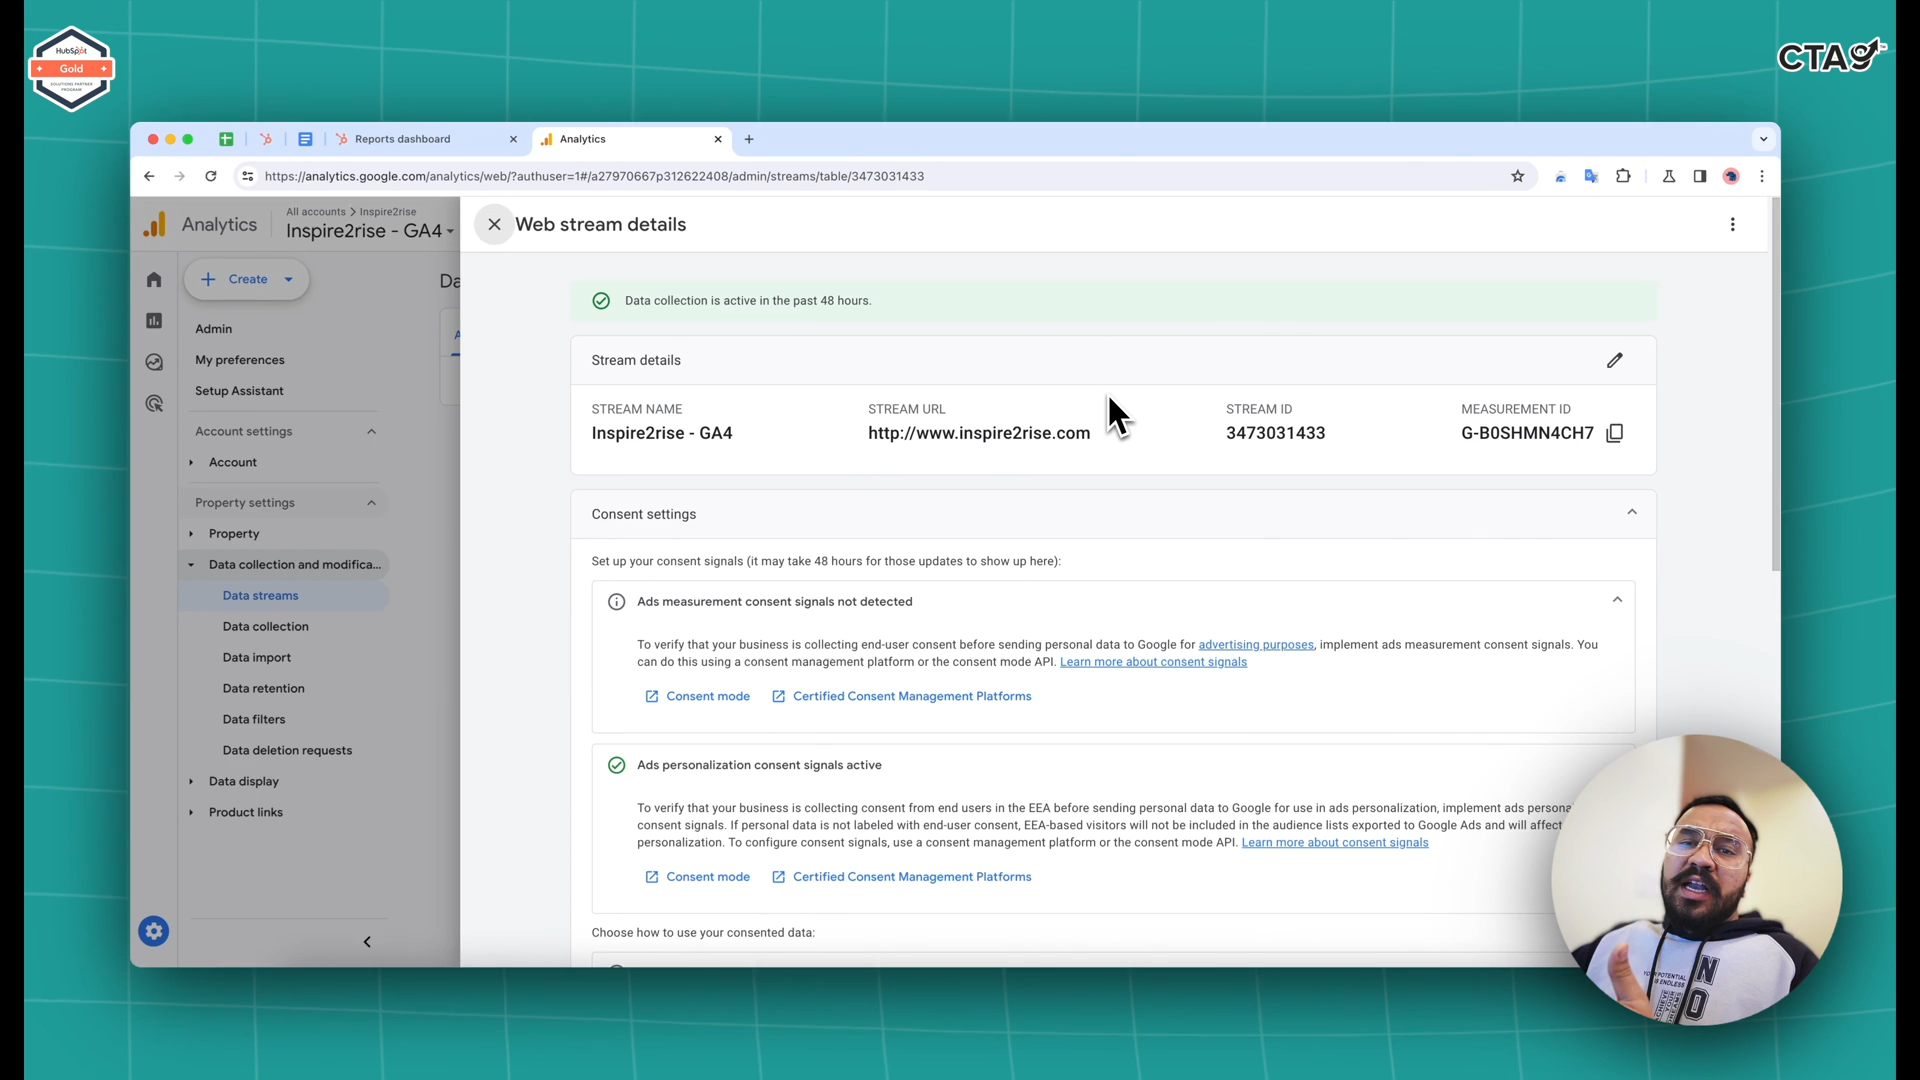 HubSpot
Gold
SOLUTIONS PARTNER
PROGRAM
CTA9
Reports dashboard
Analytics
https://analytics.google.com/analytics/web/?authuser=1#/a27970667p312622408/admin/streams/table/3473031433
Analytics
All accounts > Inspire2rise
Inspire2rise - GA4
Web stream details
Create
Da
Data collection is active in the past 48 hours.
Admin
My preferences
Setup Assistant
Account settings
Account
Property settings
Property
Data collection and modifica...
Data streams
Data collection
Data import
Data retention
Data filters
Data deletion requests
Data display
Product links
Stream details
STREAM NAME
Inspire2rise - GA4
STREAM URL
http://www.inspire2rise.com
STREAM ID
3473031433
MEASUREMENT ID
G-B0SHMN4CH7
Consent settings
Set up your consent signals (it may take 48 hours for those updates to show up here):
Ads measurement consent signals not detected
To verify that your business is collecting end-user consent before sending personal data to Google for advertising purposes, implement ads measurement consent signals. You
can do this using a consent management platform or the consent mode API. Learn more about consent signals
Consent mode
Certified Consent Management Platforms
Ads personalization consent signals active
To verify that your business is collecting consent from end users in the EEA before sending personal data to Google for use in ads personalization, implement ads persona
consent signals. If personal data is not labeled with end-user consent, EEA-based visitors will not be included in the audience lists exported to Google Ads and will affect
personalization. To configure consent signals, use a consent management platform or the consent mode API. Learn more about consent signals
Consent mode
Certified Consent Management Platforms
Choose how to use your consented data:
POTENTIAL
ENDLESS
ACHIEVE
YOUR
DREAMS
N
O